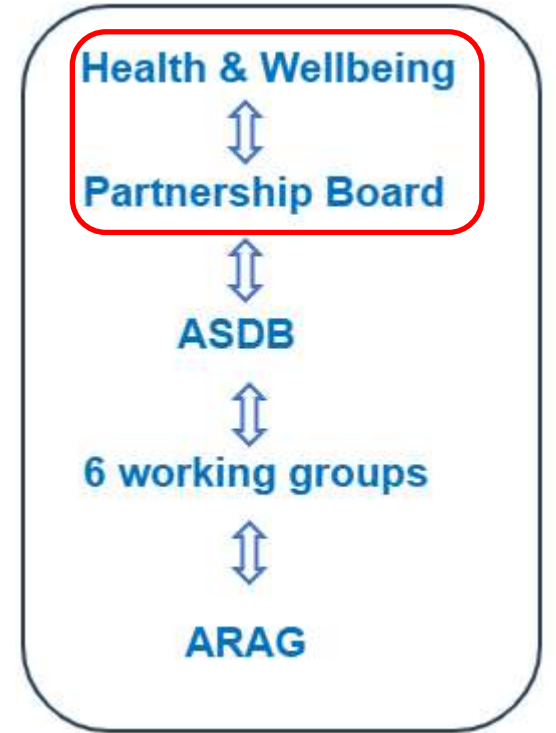 Health & Wellbeing
Partnership Board
ASDB
6 working groups
ARAG